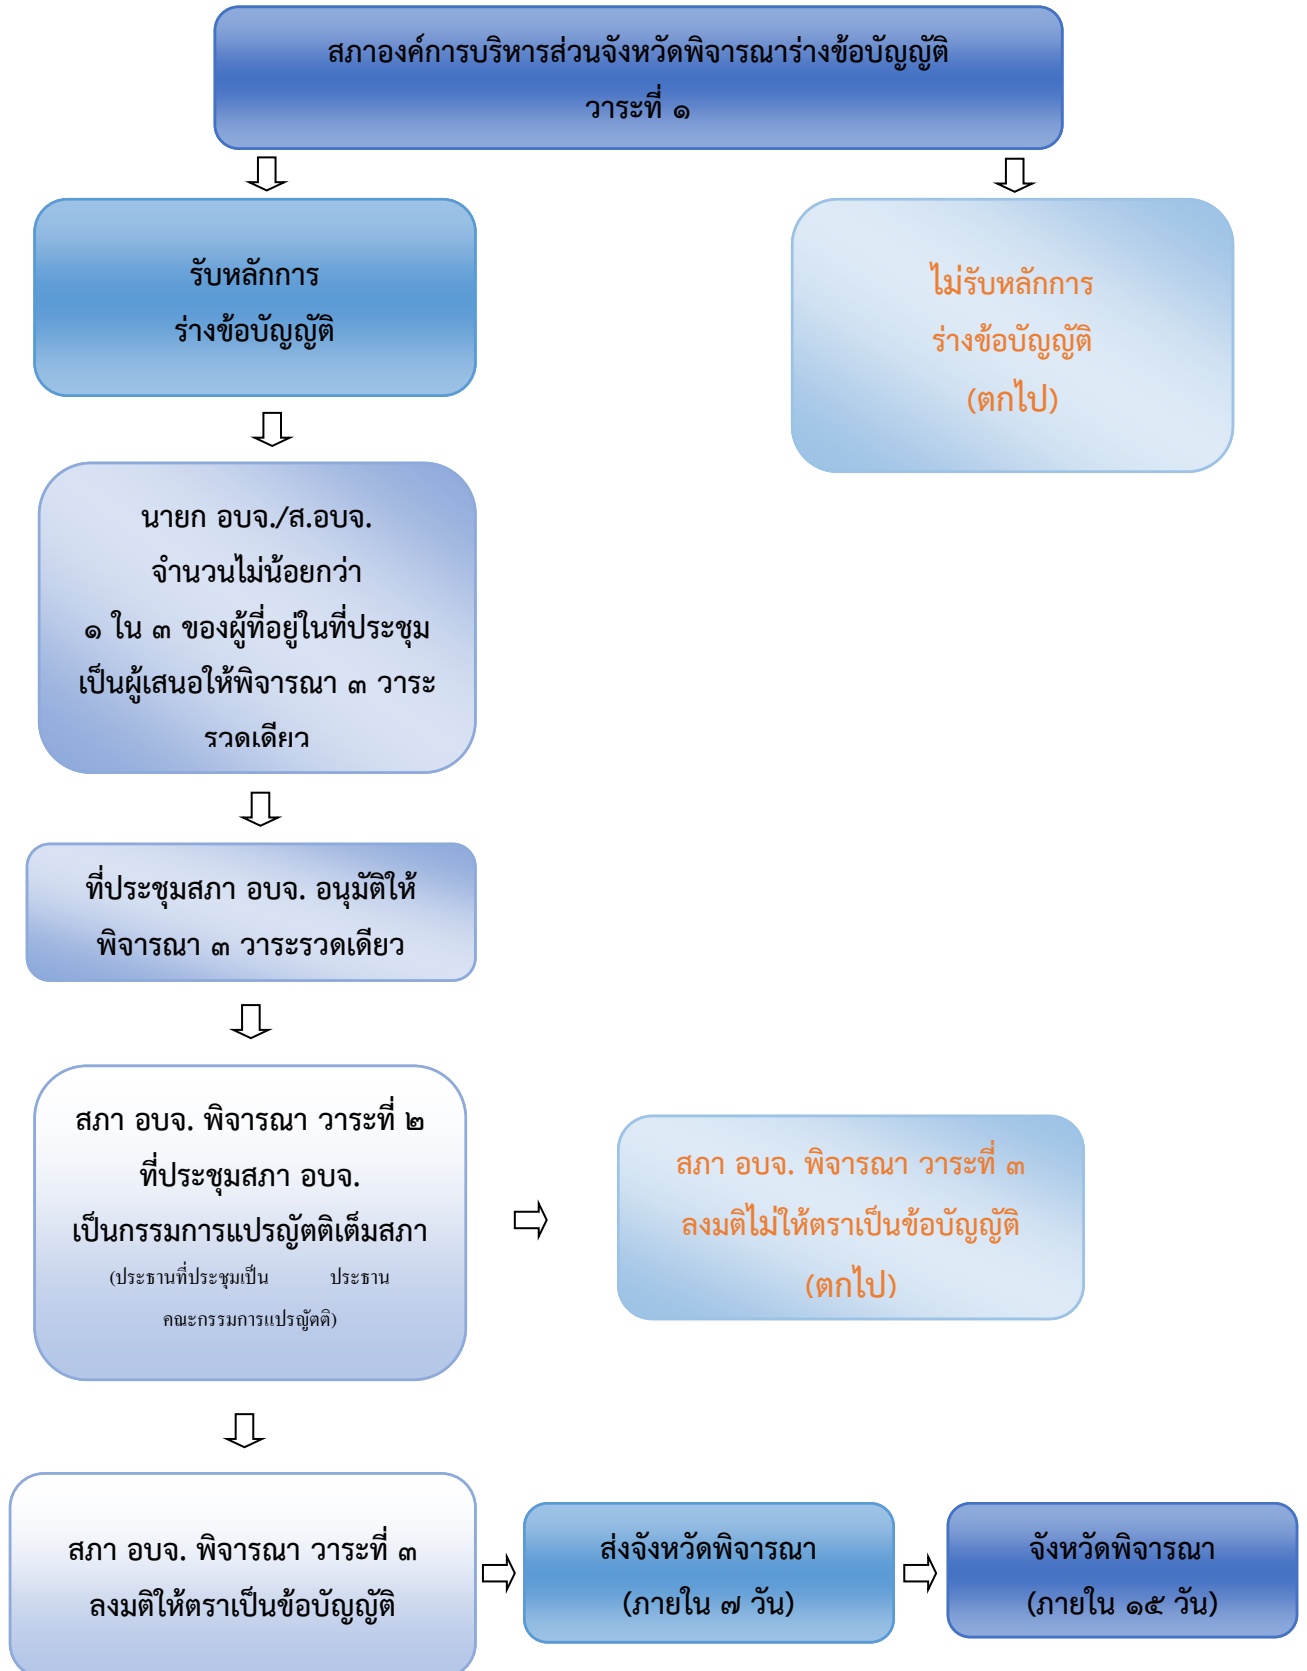 สภาองค์การบริหารส่วนจังหวัดพิจารณาร่างข้อบัญญัติ
วาระที่ ๑
รับหลักการ
ร่างข้อบัญญัติ
ไม่รับหลักการ
ร่างข้อบัญญัติ
(ตกไป)
นายก อบจ./ส.อบจ.
จำนวนไม่น้อยกว่า
๑ ใน ๓ ของผู้ที่อยู่ในที่ประชุม
เป็นผู้เสนอให้พิจารณา ๓ วาระ
รวดเดียว
ที่ประชุมสภา อบจ. อนุมัติให้
พิจารณา ๓ วาระรวดเดียว
สภา อบจ. พิจารณา วาระที่ ๒
ที่ประชุมสภา อบจ.
เป็นกรรมการแปรญัตติเต็มสภา
(ประธานที่ประชุมเป็น ประธาน
คณะกรรมการแปรญัตติ)
สภา อบจ. พิจารณา วาระที่ ๓
ลงมติไม่ให้ตราเป็นข้อบัญญัติ
(ตกไป)
สภา อบจ. พิจารณา วาระที่ ๓
ลงมติให้ตราเป็นข้อบัญญัติ
ส่งจังหวัดพิจารณา
(ภายใน ๗ วัน)
จังหวัดพิจารณา
(ภายใน ๑๕ วัน)